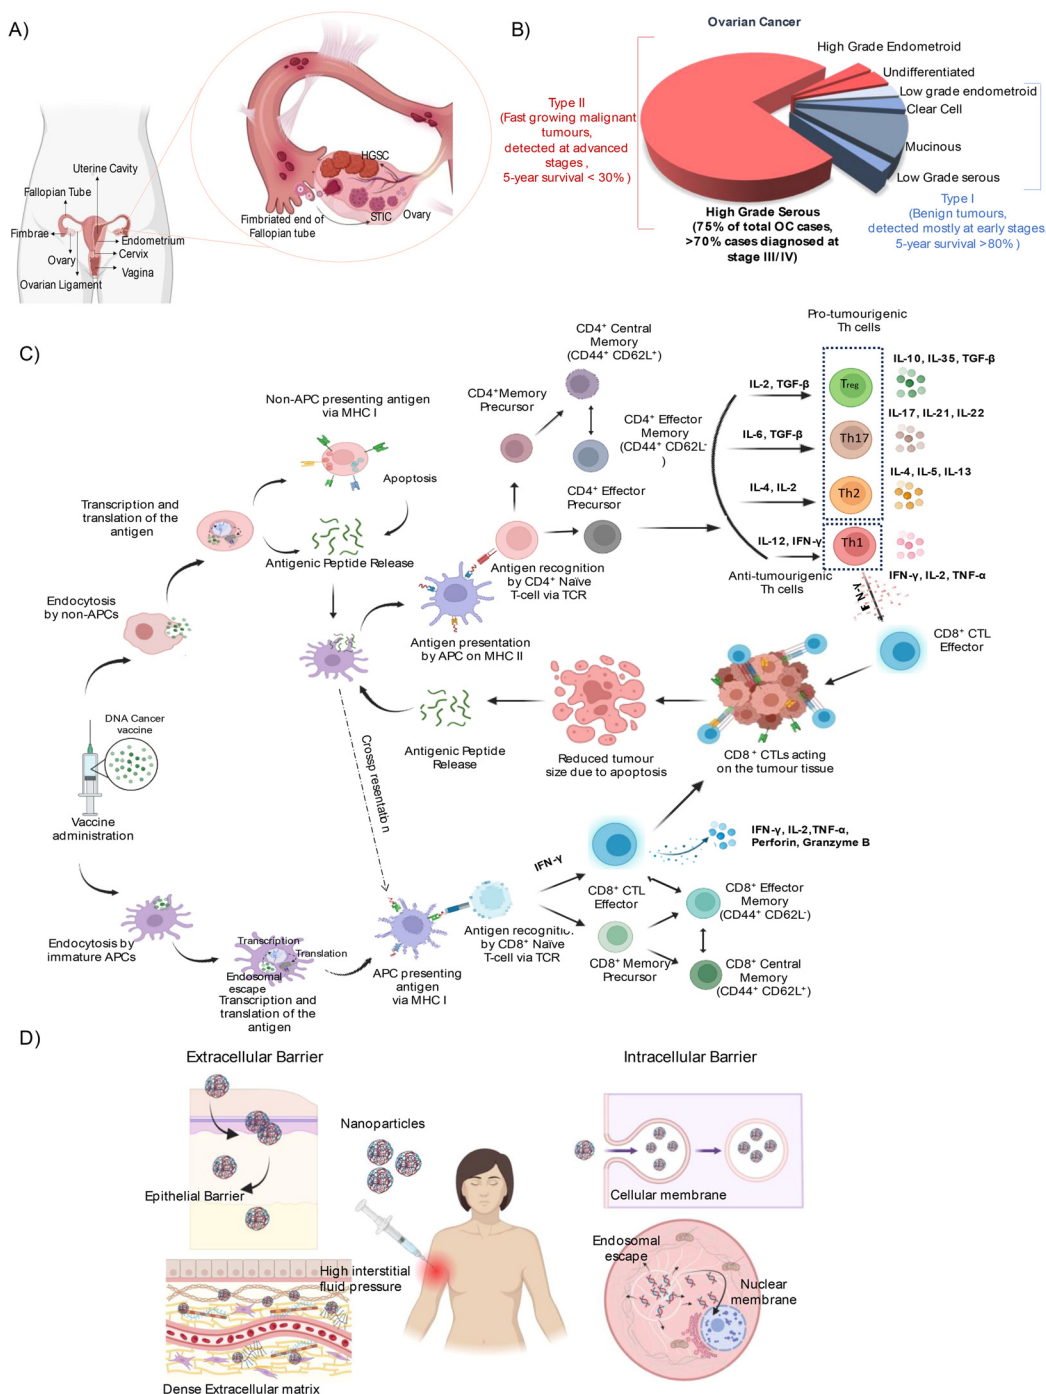 A)
Uterine Cavity
Fallopian Tube
Fimbrae
Ovary
Ovarian Ligament
Endometrium
Cervix
Vagina
HGSC
STIC
Ovary
Fimbriated end of
Fallopian tube
B)
Ovarian Cancer
High Grade Endometroid
Undifferentiated
Low grade endometroid
Clear Cell
Mucinous
Low Grade serous
Type II
(Fast growing malignant
tumours,
detected at advanced
stages ,
5-year survival < 30% )
High Grade Serous
(75% of total OC cases,
>70% cases diagnosed at
stage III/IV)
Type I
(Benign tumours,
detected mostly at early stages
5-year survival >80% )
C)
Pro-tumourigenic
Th cells
CD4⁺ Central
Memory
(CD44⁺ CD62L⁺)
CD4⁺Memory
Precursor
CD4⁺ Effector
Memory
(CD44⁺ CD62L⁻
)
CD4⁺ Effector
Precursor
IL-2, TGF-β
IL-6, TGF-β
IL-4, IL-2
IL-12, IFN-γ
Treg
Th17
Th2
Th1
IL-10, IL-35, TGF-β
IL-17, IL-21, IL-22
IL-4, IL-5, IL-13
IFN-γ, IL-2, TNF-α
Anti-tumourigenic
Th cells
F N-γ
CD8⁺ CTL
Effector
Non-APC presenting antigen
via MHC I
Apoptosis
Transcription and
translation of the
antigen
Antigenic Peptide Release
Antigen recognition
by CD4⁺ Naïve
T-cell via TCR
Endocytosis
by non-APCs
Antigen presentation
by APC on MHC II
DNA Cancer
vaccine
Vaccine
administration
Antigenic Peptide
Release
Reduced tumour
size due to apoptosis
CD8⁺ CTLs acting
on the tumour tissue
Crossp resentatio n
IFN-γ
IFN-γ, IL-2,TNF-α,
Perforin, Granzyme B
CD8⁺ CTL
Effector
CD8⁺ Effector
Memory
(CD44⁺ CD62L⁻)
CD8⁺ Memory
Precursor
CD8⁺ Central
Memory
(CD44⁺ CD62L⁺)
Antigen recognition
by CD8⁺ Naïve
T-cell via TCR
Endocytosis by
immature APCs
Transcription
Translation
Endosomal
escape
Transcription and
translation of the
antigen
APC presenting
antigen
via MHC I
D)
Extracellular Barrier
Intracellular Barrier
Nanoparticles
Epithelial Barrier
High interstitial
fluid pressure
Dense Extracellular matrix
Cellular membrane
Endosomal
escape
Nuclear
membrane